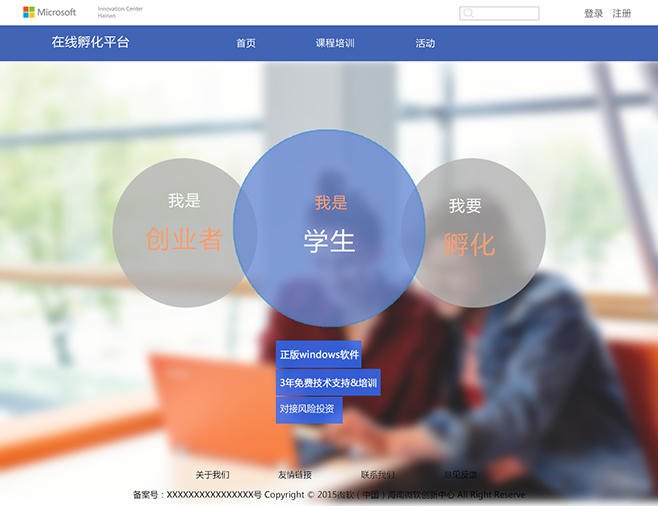 Microsoft
Innovation Center
Hainan
登录 注册
在线孵化平台 首页 课程培训 活动
我是
创业者
我是
学生
我要
孵化
正版windows软件
3年免费技术支持&培训
对接风险投资
关于我们 友情链接 联系我们 意见反馈
备案号：XXXXXXXXXXXXXXXX号 Copyright © 2015微软（中国）海南微软创新中心 All Right Reserve